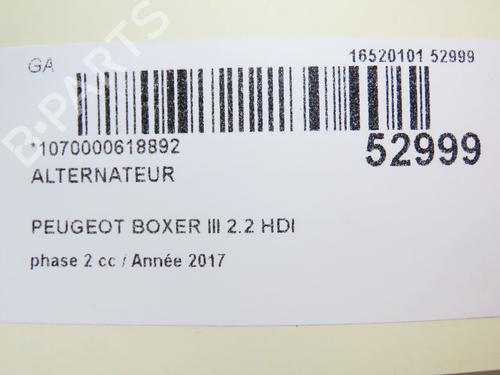 GA
16520101 52999
*1070000618892
52999
ALTERNATEUR
PEUGEOT BOXER III 2.2 HDI
phase 2 cc / Année 2017
B-PARTS